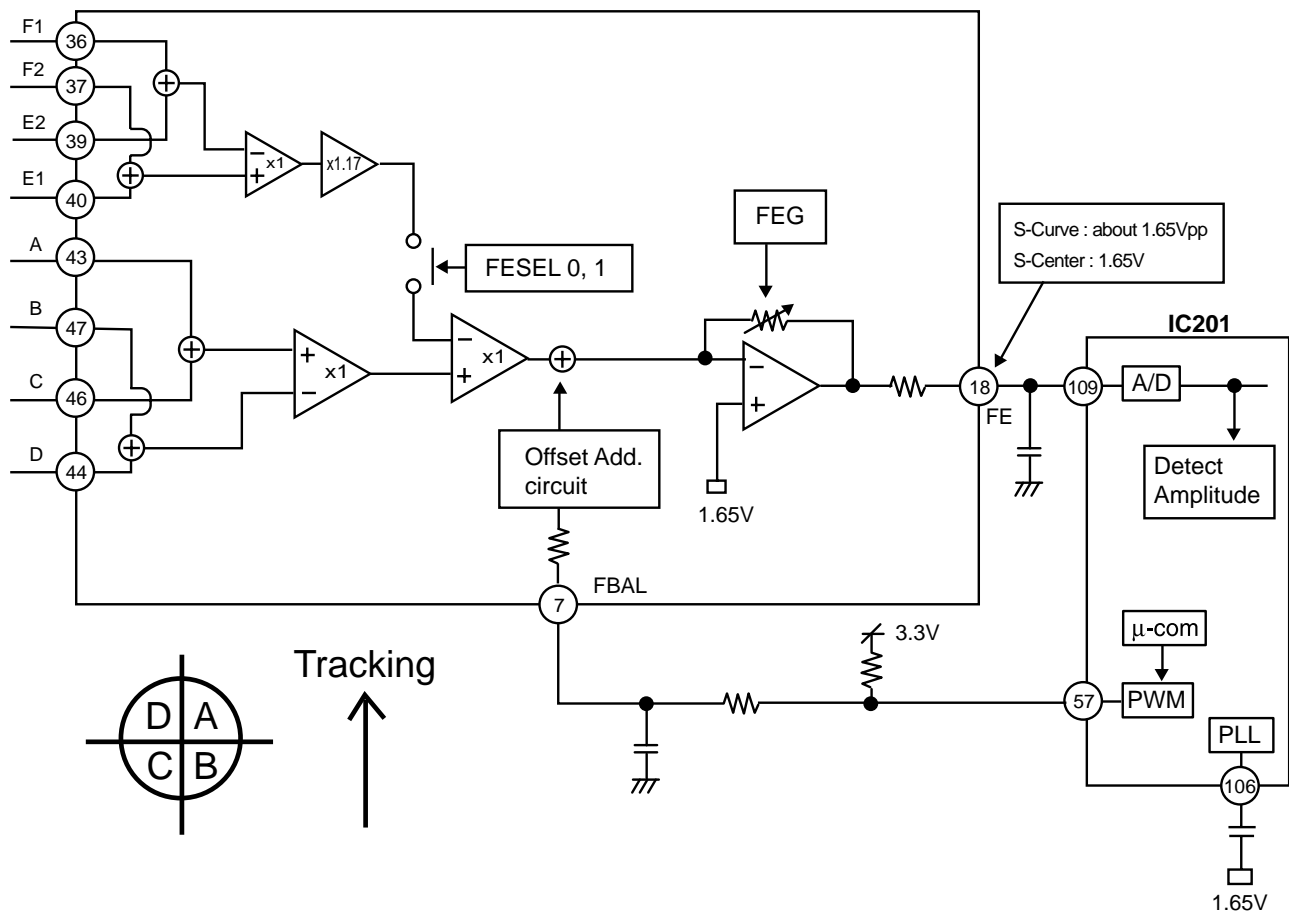 F1
36
F2
37
E2
39
E1
40
x1
x1.17
A
43
B
47
C
46
D
44
FESEL 0, 1
FEG
S-Curve : about 1.65Vpp
S-Center : 1.65V
+
+
+
+
−
+
+
−
x1
−
+
x1
+
−
+
1.65V
Offset Add.
circuit
18
FE
IC201
109
A/D
Detect
Amplitude
7
FBAL
3.3V
μ-com
57
PWM
PLL
106
1.65V
Tracking
D A
C B